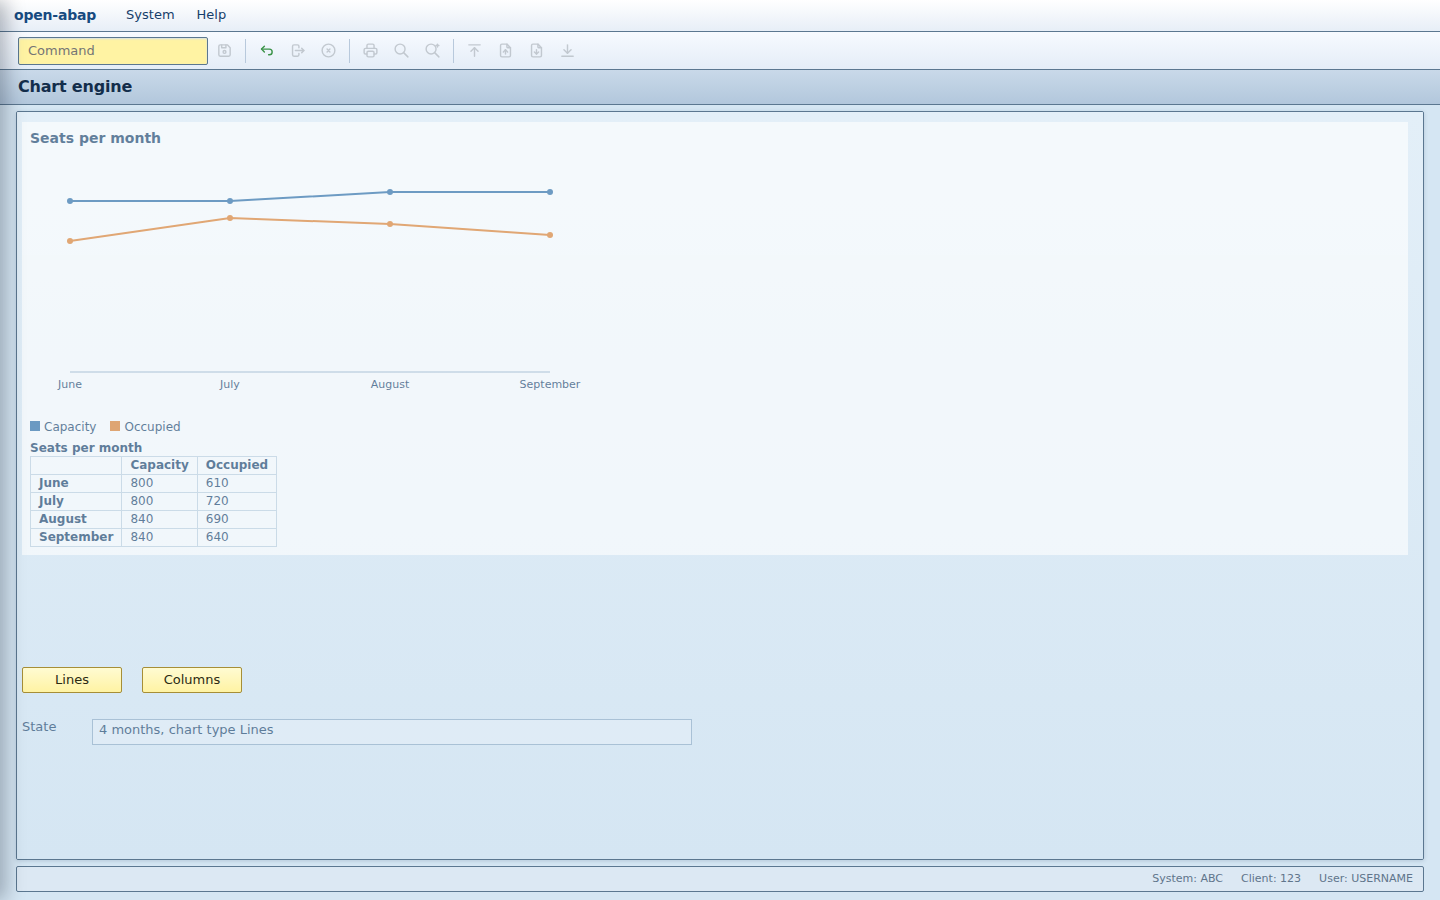 open-abap System Help
Command
Chart engine
Seats per month
June July August September
Capacity Occupied
Seats per month
Capacity Occupied
June 800 610
July 800 720
August 840 690
September 840 640
Lines Columns
State 4 months, chart type Lines
System: ABC Client: 123 User: USERNAME